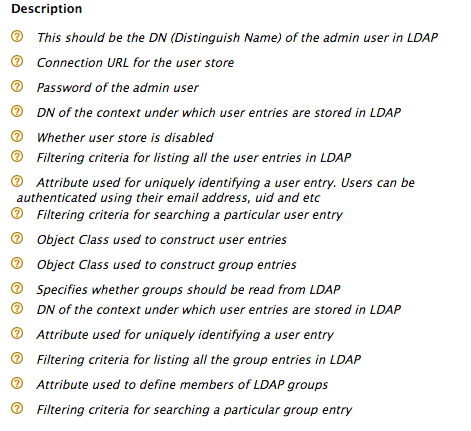 Description
This should be the DN (Distinguish Name) of the admin user in LDAP
Connection URL for the user store
Password of the admin user
DN of the context under which user entries are stored in LDAP
Whether user store is disabled
Filtering criteria for listing all the user entries in LDAP
Attribute used for uniquely identifying a user entry. Users can be
authenticated using their email address, uid and etc
Filtering criteria for searching a particular user entry
Object Class used to construct user entries
Object Class used to construct group entries
Specifies whether groups should be read from LDAP
DN of the context under which user entries are stored in LDAP
Attribute used for uniquely identifying a user entry
Filtering criteria for listing all the group entries in LDAP
Attribute used to define members of LDAP groups
Filtering criteria for searching a particular group entry